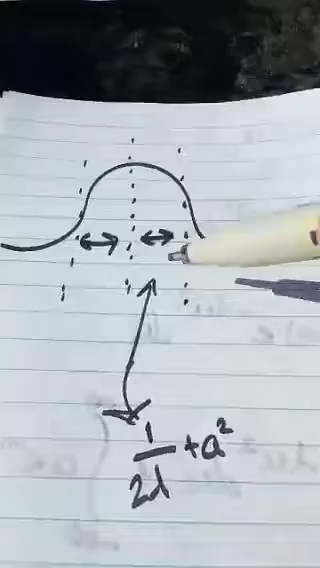 1/2d + a²